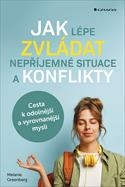 GRADA
JAK LÉPE
ZVLÁDAT
NEPŘÍJEMNÉ SITUACE
A KONFLIKTY
Cesta
k odolnější
a vyrovnanější
mysli
Melanie
Greenberg